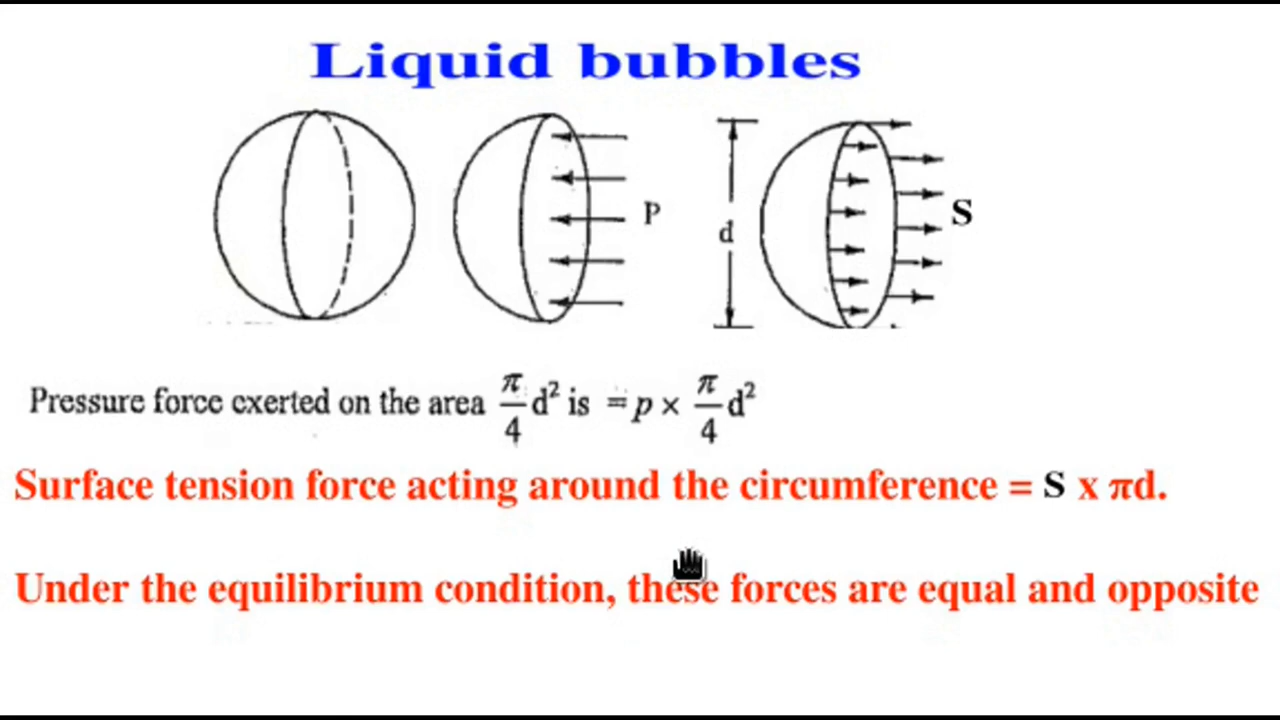 Liquid bubbles
P
d
S
Pressure force exerted on the area π/4 d² is = p × π/4 d²
Surface tension force acting around the circumference = S x πd.
Under the equilibrium condition, these forces are equal and opposite